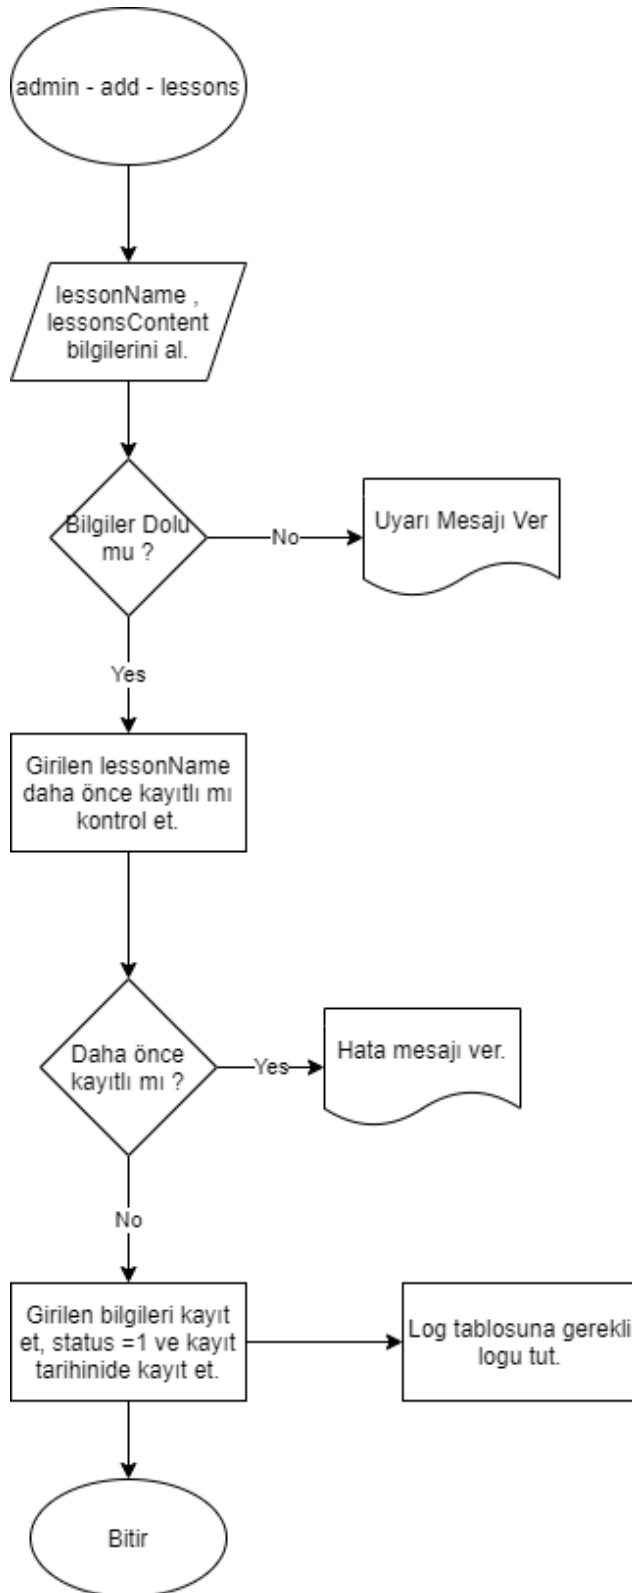 admin - add - lessons
lessonName ,
lessonsContent
bilgilerini al.
Bilgiler Dolu
mu ?
No
Uyarı Mesajı Ver
Yes
Girilen lessonName
daha önce kayıtlı mı
kontrol et.
Daha önce
kayıtlı mı ?
Yes
Hata mesajı ver.
No
Girilen bilgileri kayıt
et, status =1 ve kayıt
tarihinide kayıt et.
Log tablosuna gerekli
logu tut.
Bitir